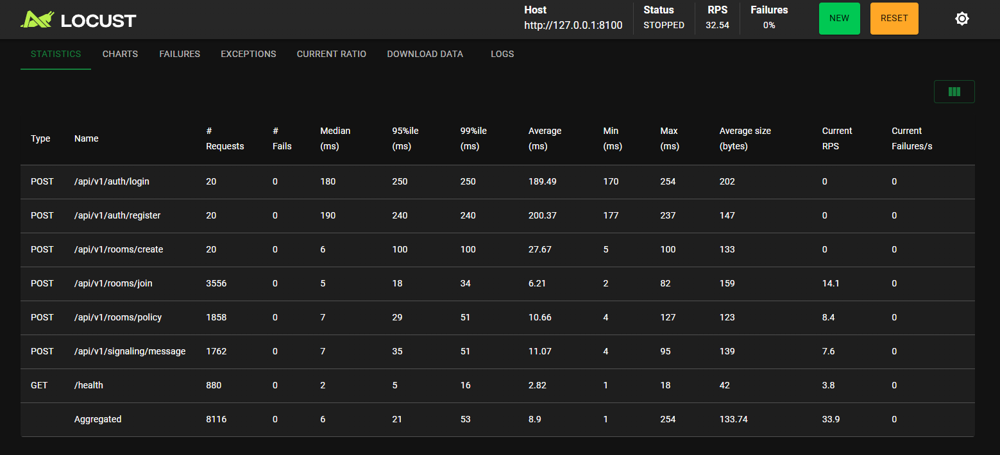 LOCUST
Host
http://127.0.0.1:8100
Status
STOPPED
RPS
32.54
Failures
0%
NEW
RESET
STATISTICS CHARTS FAILURES EXCEPTIONS CURRENT RATIO DOWNLOAD DATA LOGS
Type Name # Requests # Fails Median (ms) 95%ile (ms) 99%ile (ms) Average (ms) Min (ms) Max (ms) Average size (bytes) Current RPS Current Failures/s
POST /api/v1/auth/login 20 0 180 250 250 189.49 170 254 202 0 0
POST /api/v1/auth/register 20 0 190 240 240 200.37 177 237 147 0 0
POST /api/v1/rooms/create 20 0 6 100 100 27.67 5 100 133 0 0
POST /api/v1/rooms/join 3556 0 5 18 34 6.21 2 82 159 14.1 0
POST /api/v1/rooms/policy 1858 0 7 29 51 10.66 4 127 123 8.4 0
POST /api/v1/signaling/message 1762 0 7 35 51 11.07 4 95 139 7.6 0
GET /health 880 0 2 5 16 2.82 1 18 42 3.8 0
Aggregated 8116 0 6 21 53 8.9 1 254 133.74 33.9 0